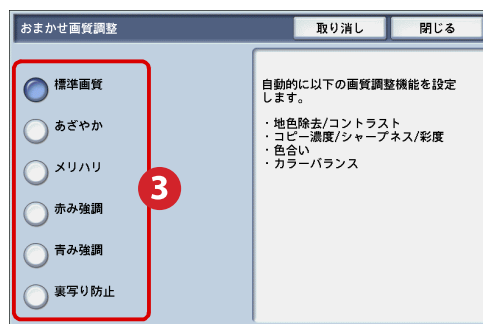 おまかせ画質調整
取り消し
閉じる
標準画質
あざやか
メリハリ
赤み強調
青み強調
裏写り防止
3
自動的に以下の画質調整機能を設定
します。
・地色除去/コントラスト
・コピー濃度/シャープネス/彩度
・色合い
・カラーバランス